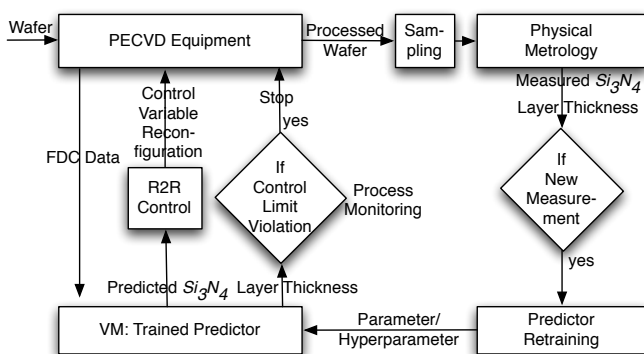 Wafer
PECVD Equipment
Processed
Wafer
Sam-
pling
Physical
Metrology
Measured Si3N4
Layer Thickness
If
New
Measure-
ment
yes
Predictor
Retraining
Parameter/
Hyperparameter
VM: Trained Predictor
FDC Data
Predicted Si3N4 Layer Thickness
R2R
Control
Control
Variable
Recon-
figuration
If
Control
Limit
Violation
Process
Monitoring
yes
Stop